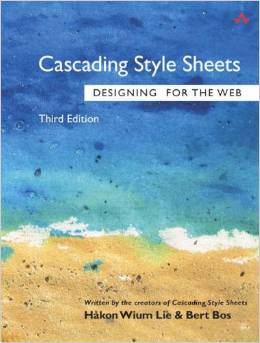 Cascading Style Sheets
DESIGNING FOR THE WEB
Third Edition
Written by the creators of Cascading Style Sheets
Håkon Wium Lie & Bert Bos